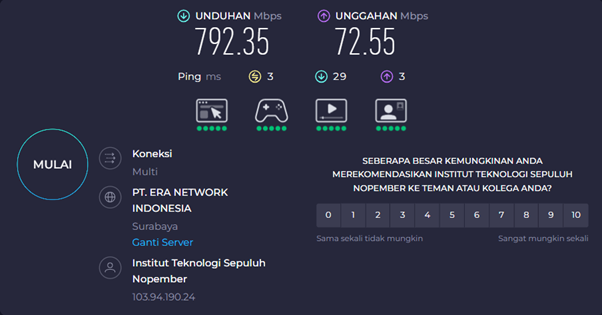 UNDUHAN Mbps
UNGGAHAN Mbps
792.35
72.55
Ping ms 3 29 3
MULAI
Koneksi
Multi
PT. ERA NETWORK
INDONESIA
Surabaya
Ganti Server
Institut Teknologi Sepuluh
Nopember
103.94.190.24
SEBERAPA BESAR KEMUNGKINAN ANDA
MEREKOMENDASIKAN INSTITUT TEKNOLOGI SEPULUH
NOPEMBER KE TEMAN ATAU KOLEGA ANDA?
0 1 2 3 4 5 6 7 8 9 10
Sama sekali tidak mungkin
Sangat mungkin sekali